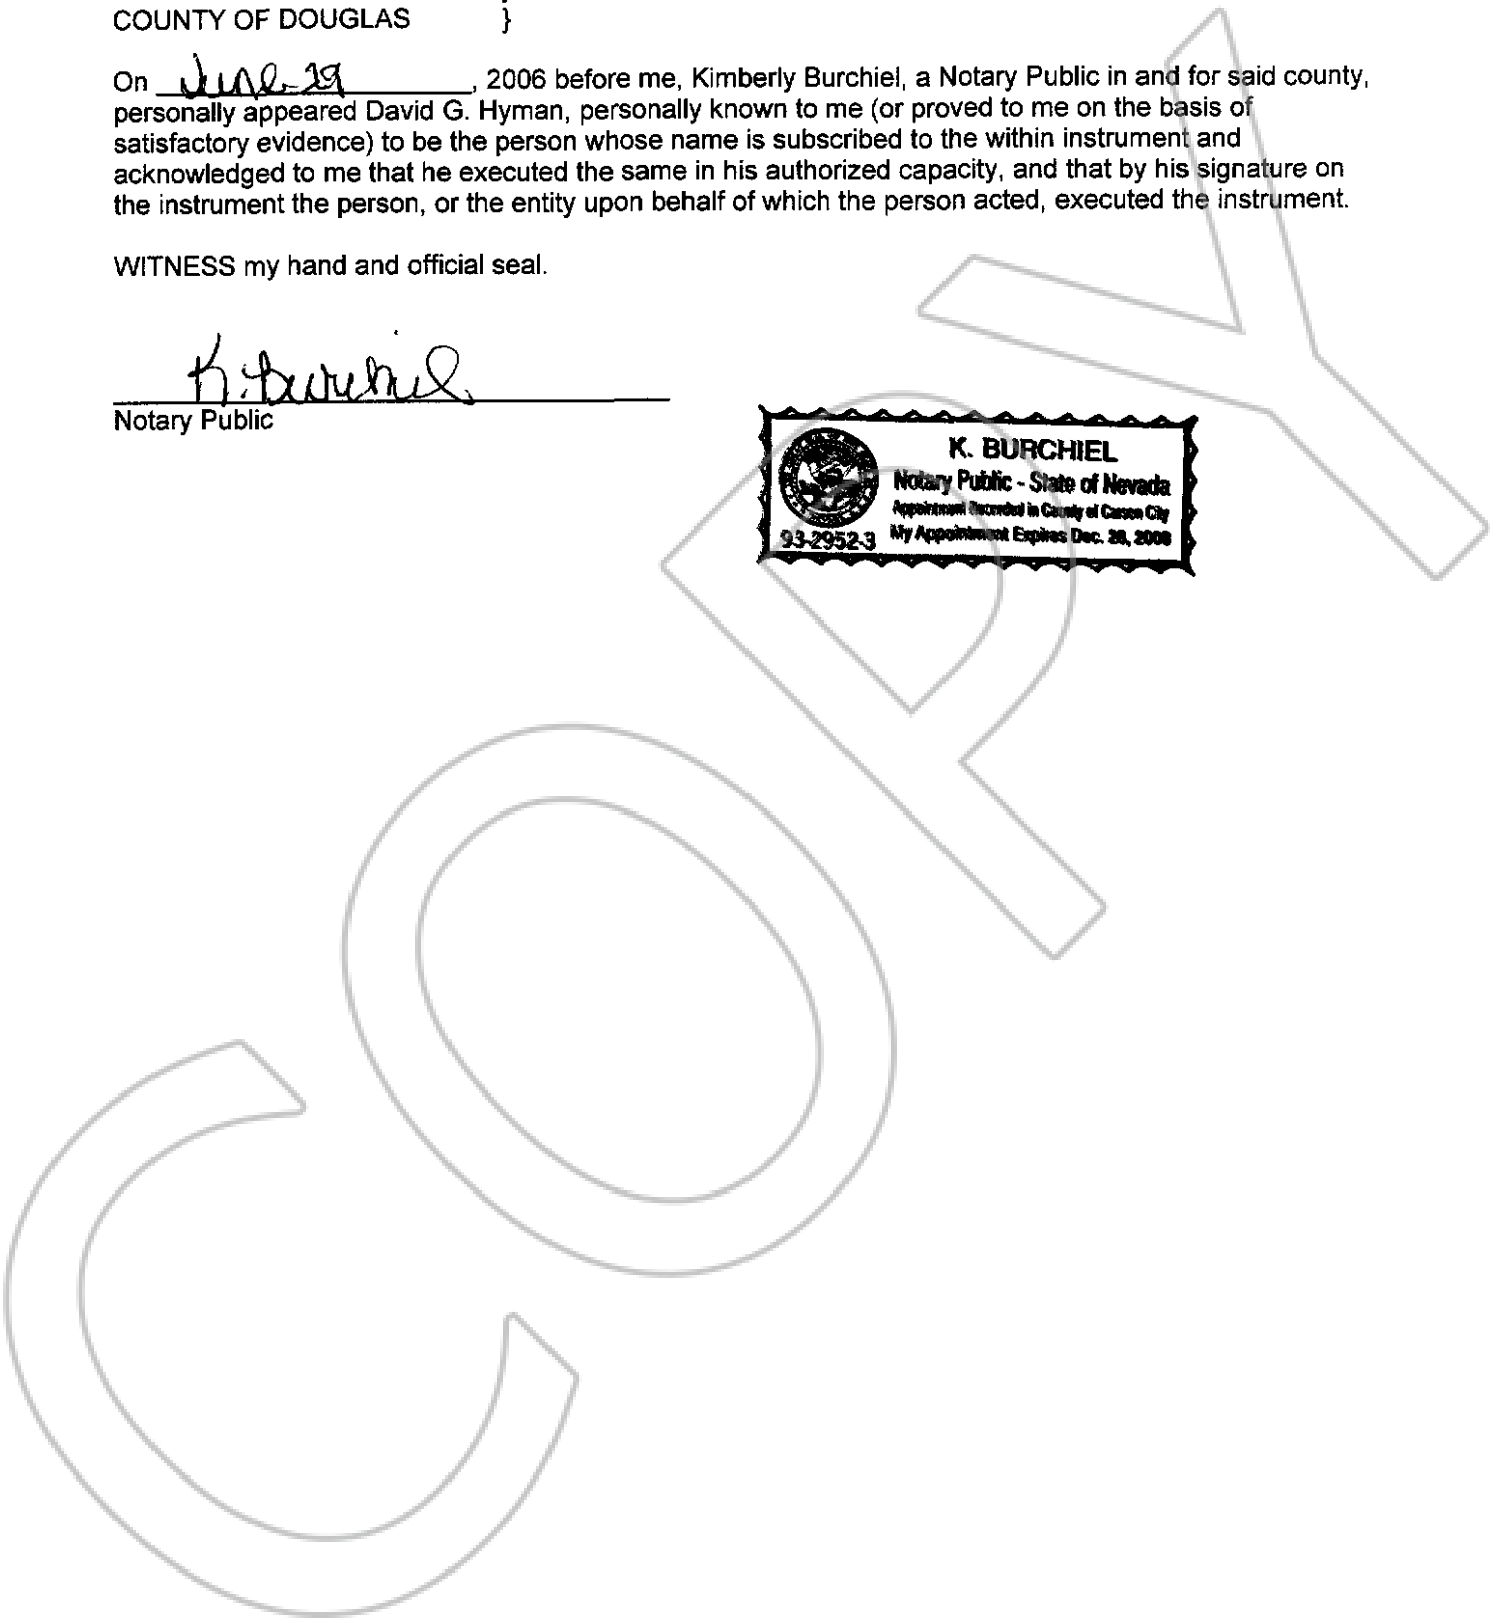 COUNTY OF DOUGLAS }
On June 29, 2006 before me, Kimberly Burchiel, a Notary Public in and for said county,
personally appeared David G. Hyman, personally known to me (or proved to me on the basis of
satisfactory evidence) to be the person whose name is subscribed to the within instrument and
acknowledged to me that he executed the same in his authorized capacity, and that by his signature on
the instrument the person, or the entity upon behalf of which the person acted, executed the instrument.
WITNESS my hand and official seal.
K. Burchiel
Notary Public
K. BURCHIEL
Notary Public - State of Nevada
Appointment Recorded in County of Carson City
93-2952-3 My Appointment Expires Dec. 2008
COPY